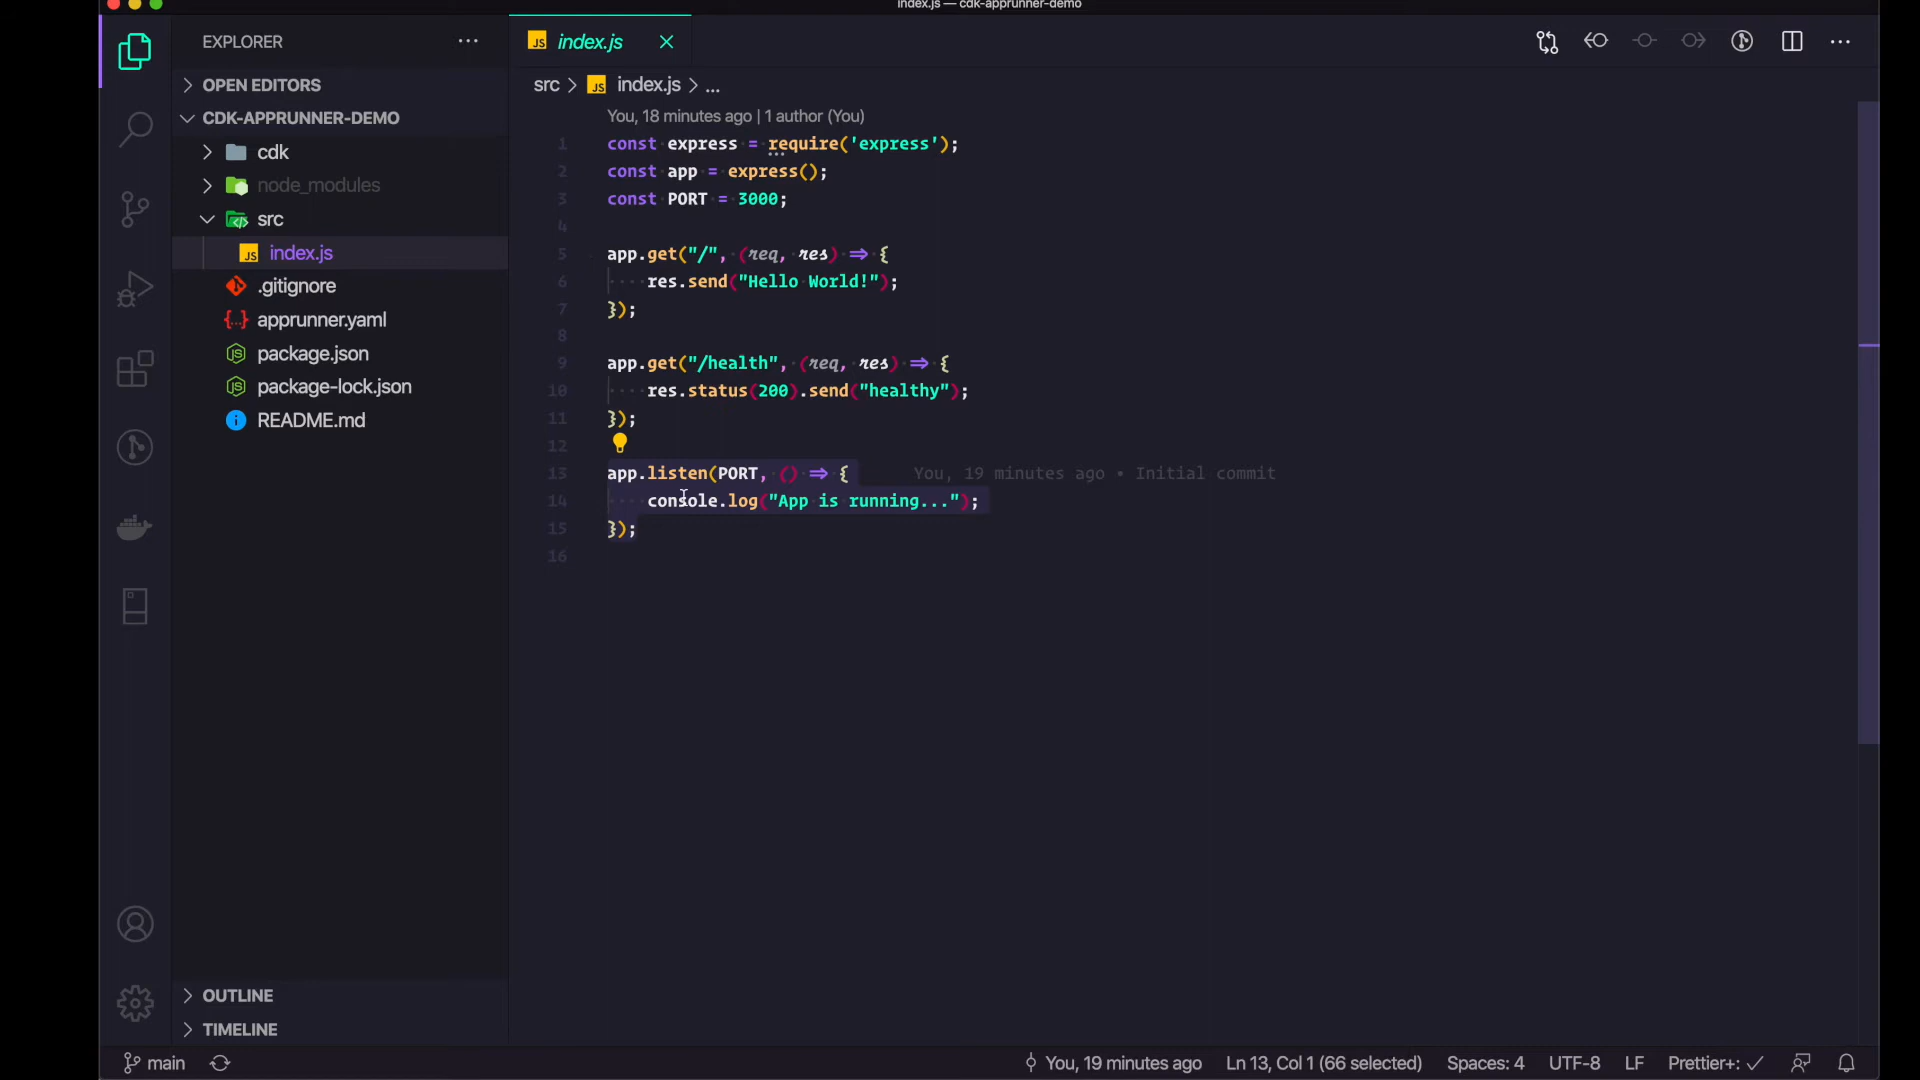 index.js — cdk-apprunner-demo
EXPLORER
OPEN EDITORS
CDK-APPRUNNER-DEMO
cdk
node_modules
src
JS index.js
.gitignore
{..} apprunner.yaml
package.json
package-lock.json
README.md
OUTLINE
TIMELINE
JS index.js
src > JS index.js > ...
You, 18 minutes ago | 1 author (You)
1 const express = require('express');
2 const app = express();
3 const PORT = 3000;
4
5 app.get("/", (req, res) => {
6 res.send("Hello World!");
7 });
8
9 app.get("/health", (req, res) => {
10 res.status(200).send("healthy");
11 });
12
13 app.listen(PORT, () => { You, 19 minutes ago • Initial commit
14 console.log("App is running...");
15 });
16
main You, 19 minutes ago Ln 13, Col 1 (66 selected) Spaces: 4 UTF-8 LF Prettier+: ✓